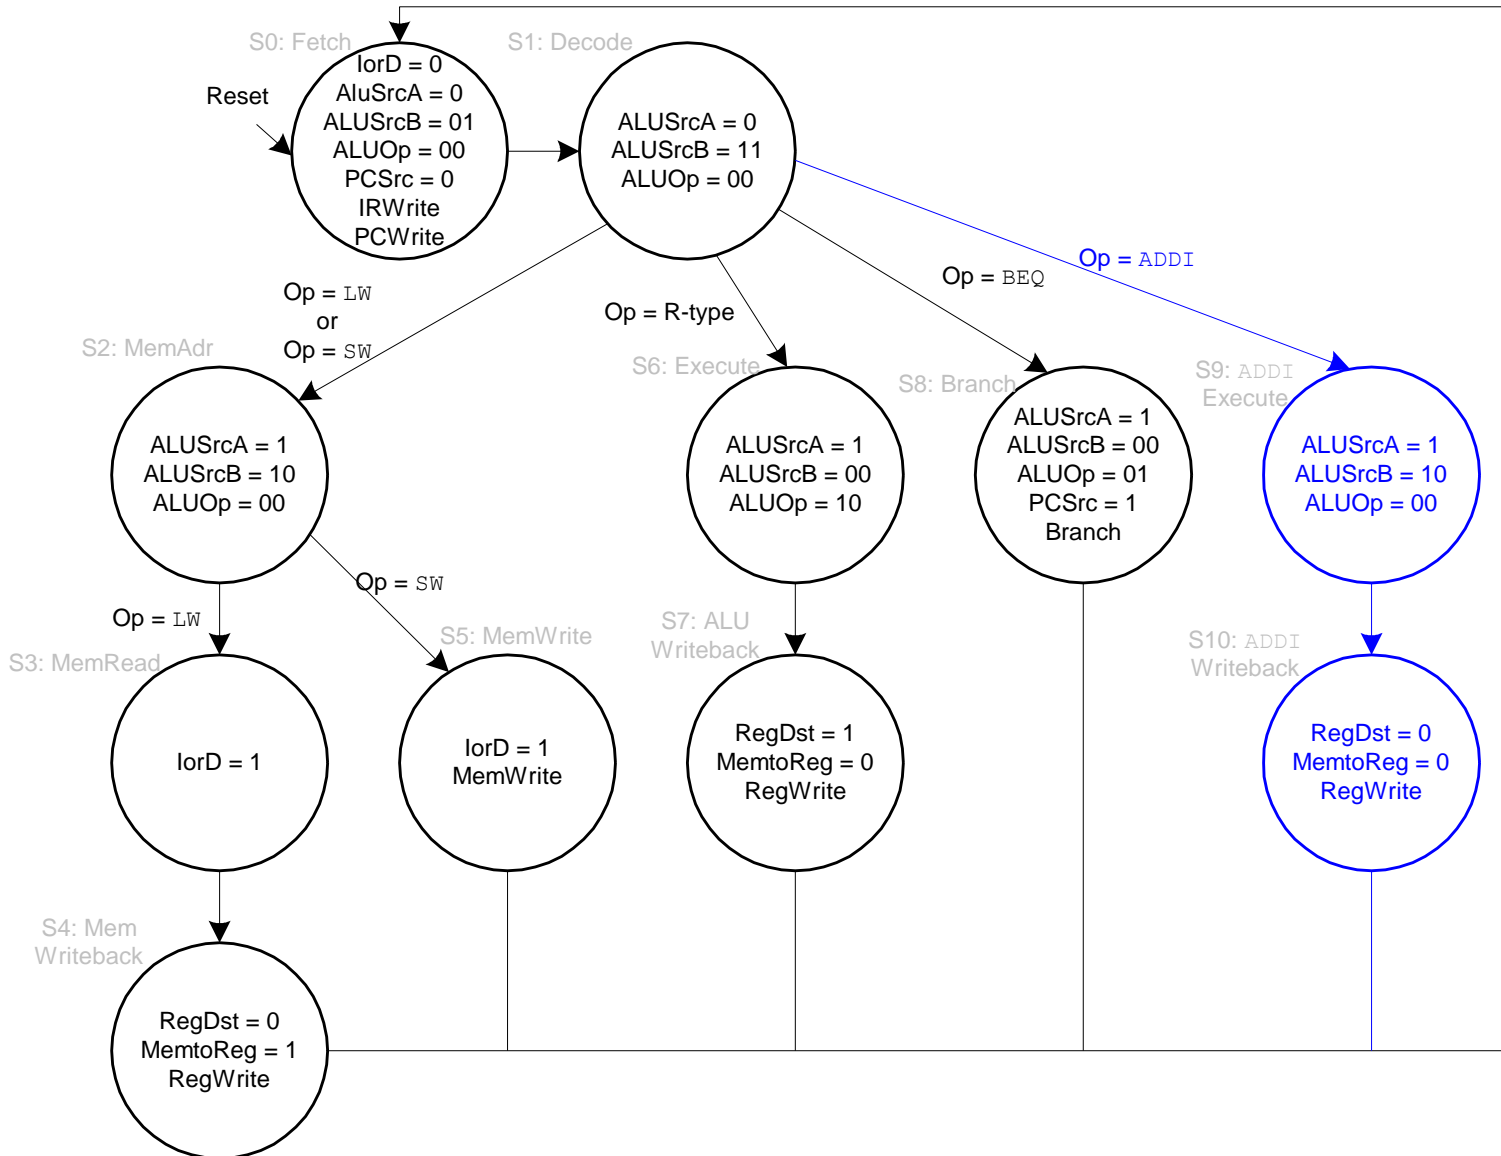 S0: Fetch
S1: Decode
Reset
IorD = 0
AluSrcA = 0
ALUSrcB = 01
ALUOp = 00
PCSrc = 0
IRWrite
PCWrite
ALUSrcA = 0
ALUSrcB = 11
ALUOp = 00
Op = LW
or
Op = SW
Op = R-type
Op = BEQ
Op = ADDI
S2: MemAdr
ALUSrcA = 1
ALUSrcB = 10
ALUOp = 00
S6: Execute
ALUSrcA = 1
ALUSrcB = 00
ALUOp = 10
S8: Branch
ALUSrcA = 1
ALUSrcB = 00
ALUOp = 01
PCSrc = 1
Branch
S9: ADDI
Execute
ALUSrcA = 1
ALUSrcB = 10
ALUOp = 00
Op = LW
Op = SW
S3: MemRead
IorD = 1
S5: MemWrite
IorD = 1
MemWrite
S7: ALU
Writeback
RegDst = 1
MemtoReg = 0
RegWrite
S10: ADDI
Writeback
RegDst = 0
MemtoReg = 0
RegWrite
S4: Mem
Writeback
RegDst = 0
MemtoReg = 1
RegWrite